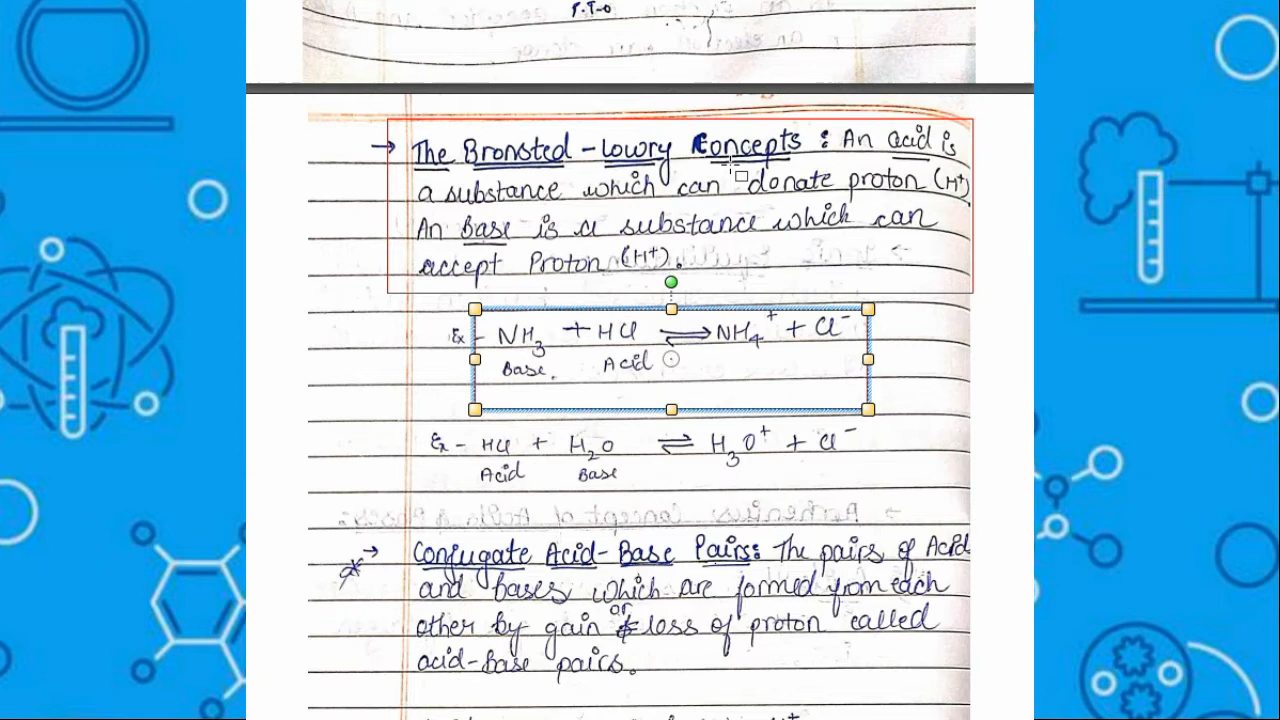 P.T.O
→ The Bronsted-lowry Concepts : An acid is
a substance which can donate proton (H⁺)
An Base is a substance which can
accept Proton (H⁺).
Ex - NH₃ + HCl ⇌ NH₄⁺ + Cl⁻
Base. Acid
Ex - HCl + H₂O ⇌ H₃O⁺ + Cl⁻
Acid Base
→ Conjugate Acid-Base Pairs: The pairs of Acid
and bases which are formed from each
other by gain or loss of proton called
acid-Base pairs.